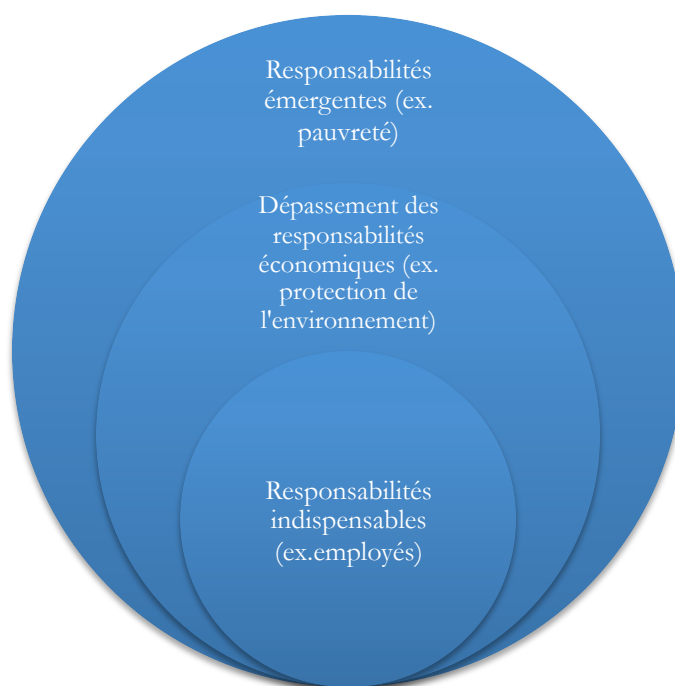 Responsabilités
émergentes (ex.
pauvreté)
Dépassement des
responsabilités
économiques (ex.
protection de
l'environnement)
Responsabilités
indispensables
(ex.employés)